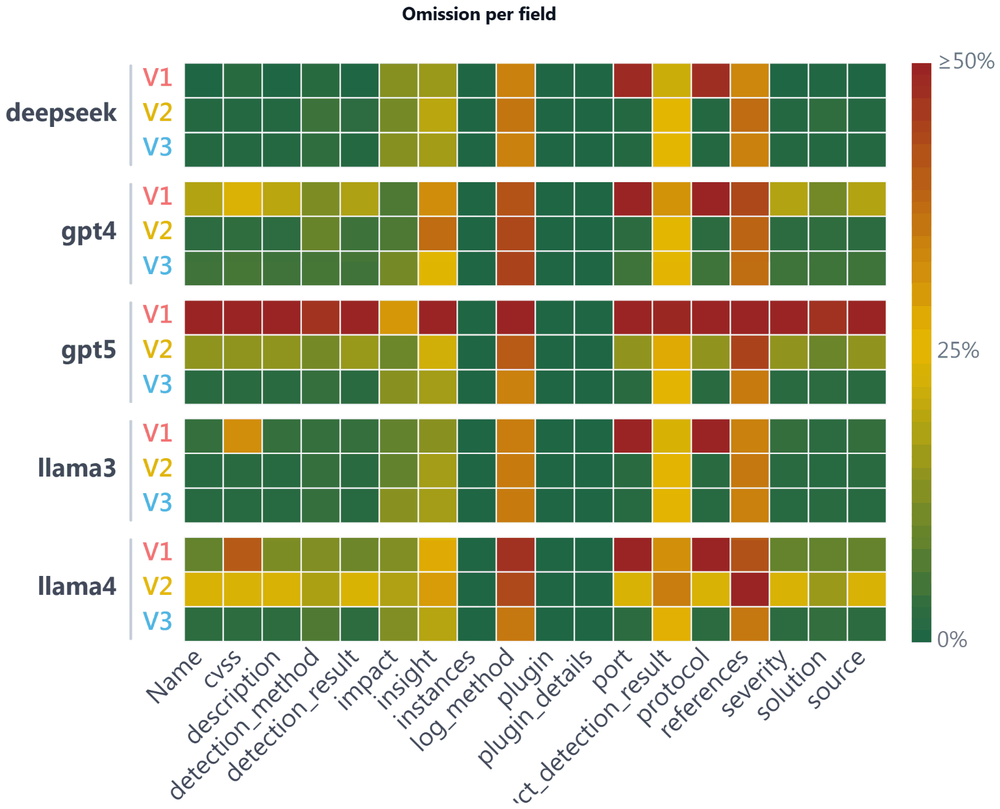 Omission per field
≥50%
25%
0%
deepseek
V1
V2
V3
gpt4
V1
V2
V3
gpt5
V1
V2
V3
llama3
V1
V2
V3
llama4
V1
V2
V3
Name
cvss
description
detection_method
detection_result
impact
insight
instances
log_method
plugin
plugin_details
port
ct_detection_result
protocol
references
severity
solution
source